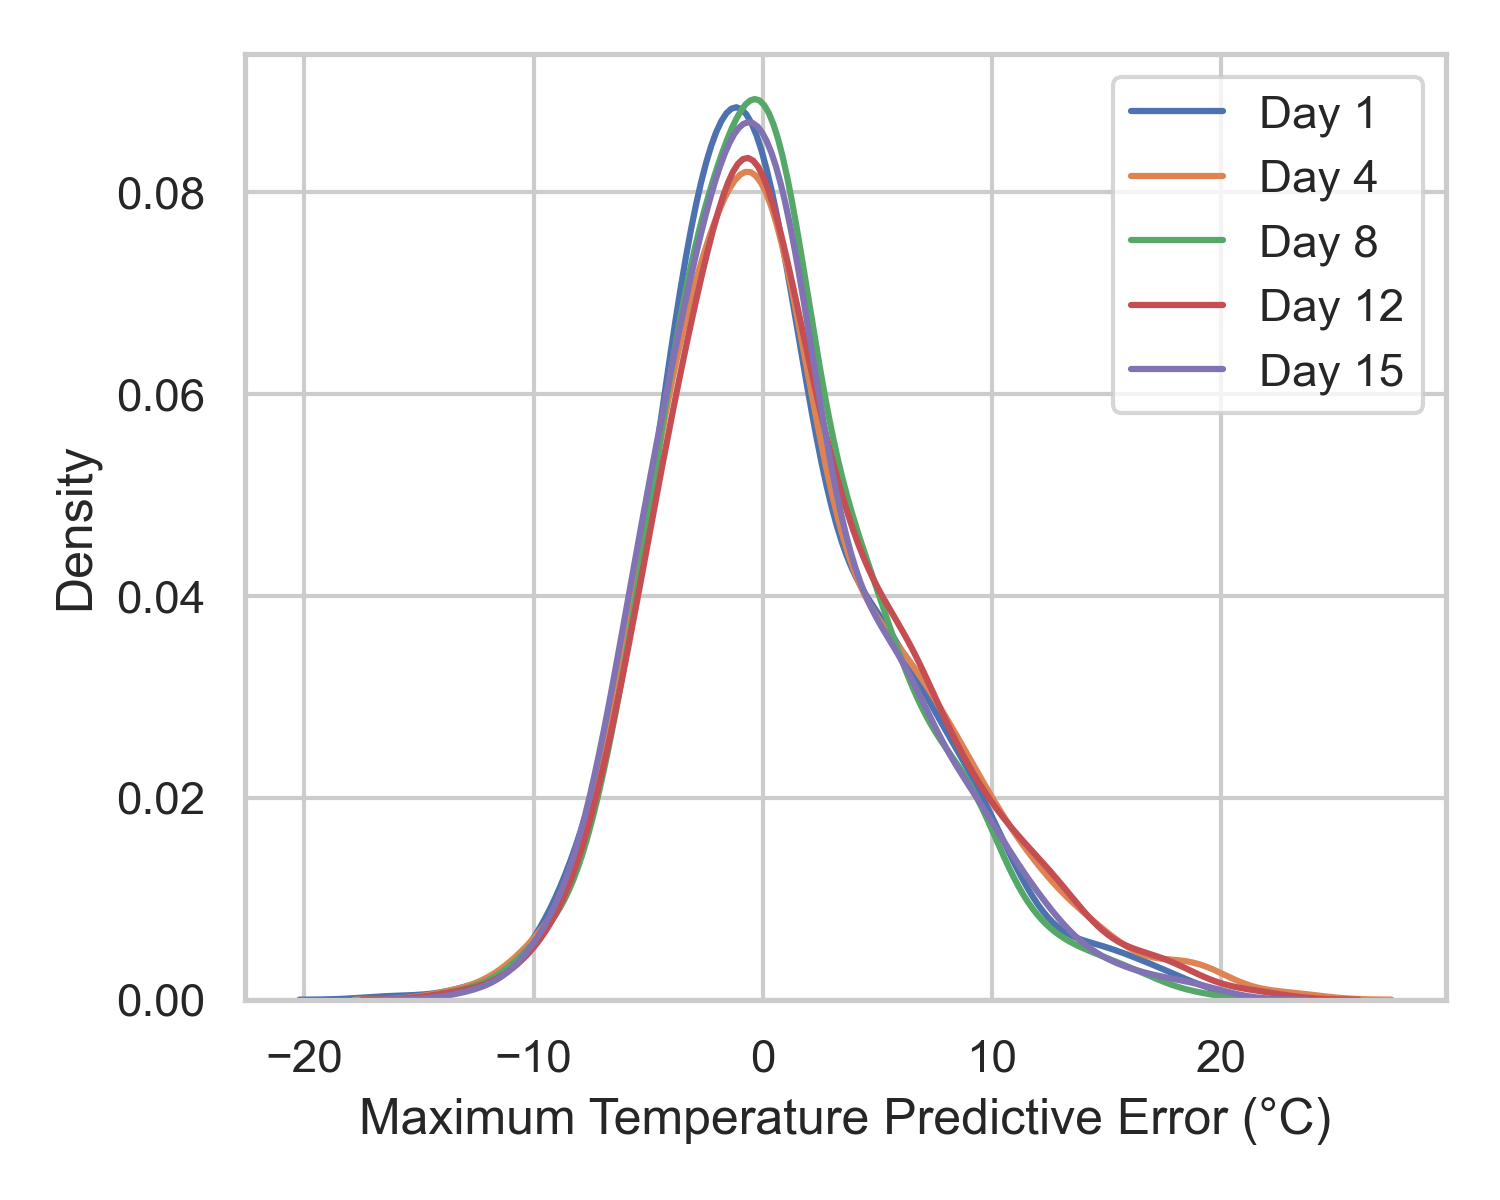 Day 1
Day 4
Day 8
Day 12
Day 15
0.08
0.06
0.04
0.02
0.00
Density
−20 −10 0 10 20
Maximum Temperature Predictive Error (°C)